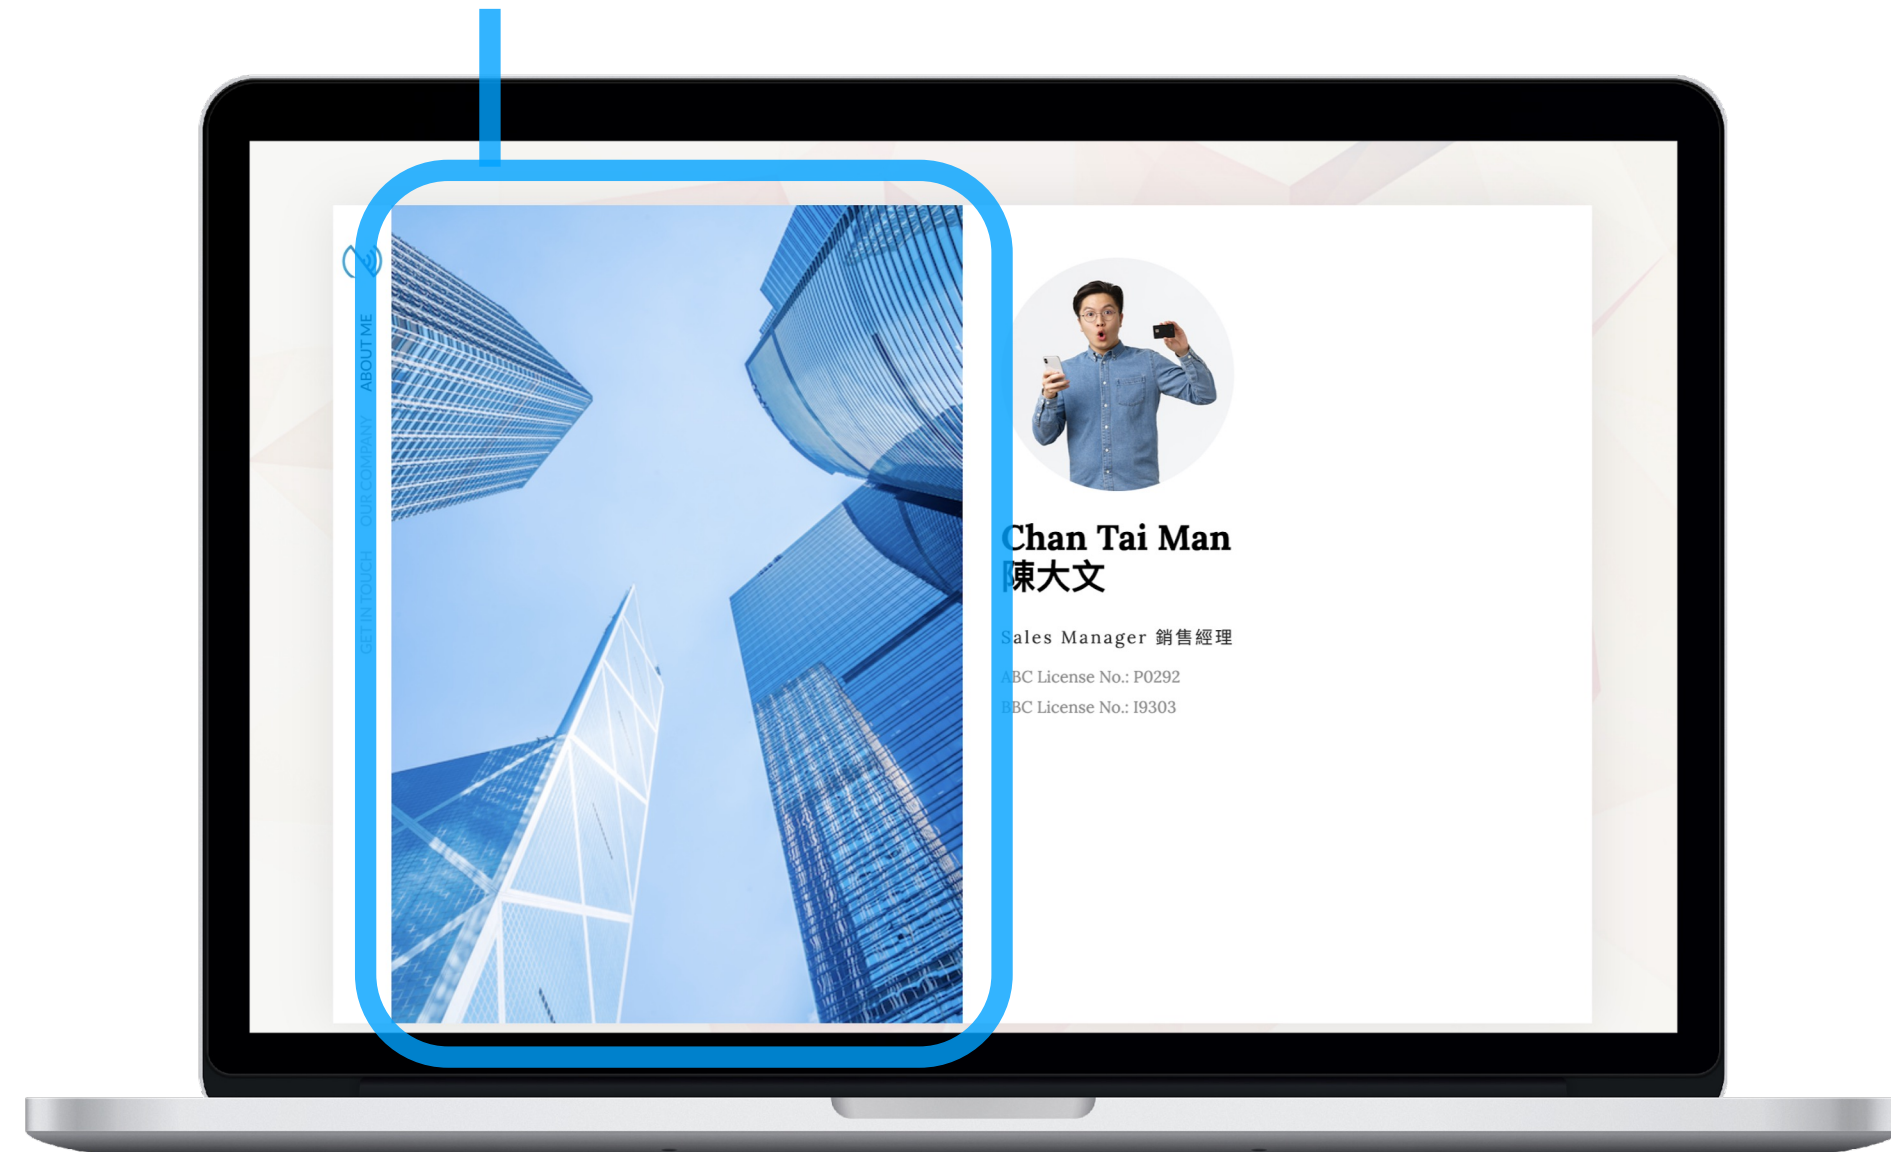 ABOUT ME
OUR COMPANY
GET IN TOUCH
Chan Tai Man
陳大文
Sales Manager 銷售經理
ABC License No.: P0292
BBC License No.: I9303